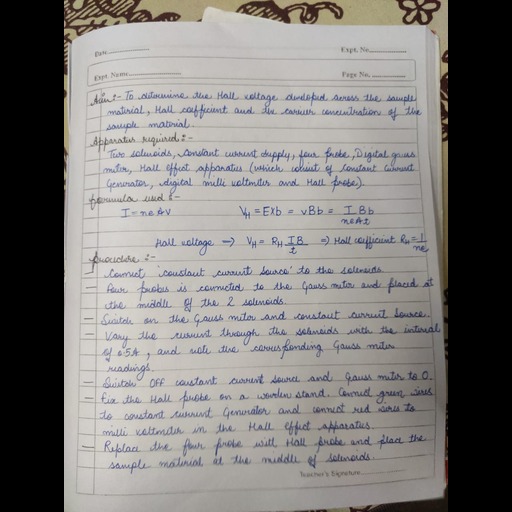 Date
Expt. No.
Expt. Name
Page No.
Aim :- To determine the Hall voltage developed across the sample
material, Hall coefficient and the carrier concentration of the
sample material.
Apparatus required :-
Two solenoids, Constant current supply, four probe, Digital gauss
meter, Hall effect apparatus (which consist of Constant Current
Generator, digital milli voltmeter and Hall probe).
Formula used :-
I = neAV V_H = Exb = vBb = IBb/neAt
Hall voltage → V_H = R_H IB/t ⇒ Hall coefficient R_H = 1/ne
Procedure :-
— Connect 'constant current source' to the solenoids.
— Four probe is connected to the Gauss meter and placed at
the middle of the 2 solenoids.
— Switch on the Gauss meter and constant current source.
— Vary the current through the solenoids with the interval
of 0.5A, and note the corresponding Gauss meter
readings.
— Switch OFF constant current source and Gauss meter to 0.
— Fix the Hall probe on a wooden stand. Connect green wires
to constant current Generator and connect red wires to
milli voltmeter in the Hall Effect apparatus.
— Replace the four probe with Hall probe and place the
sample material at the middle of solenoids.
Teacher's Signature